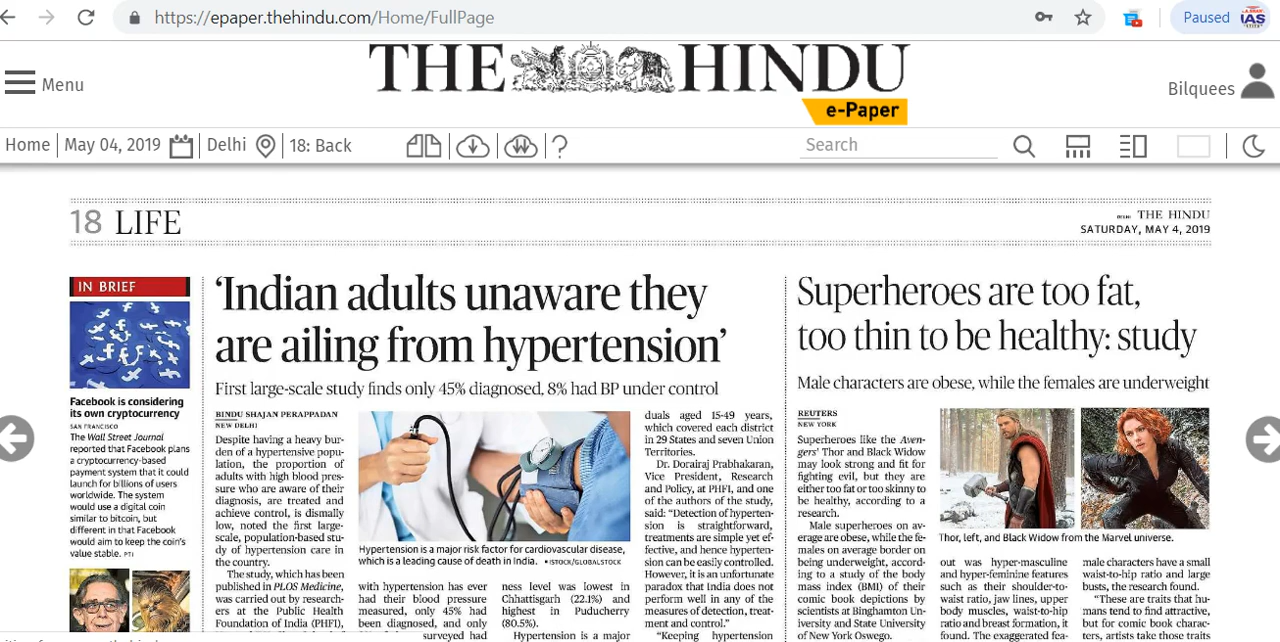 https://epaper.thehindu.com/Home/FullPage
Paused
IAS
THE HINDU
e-Paper
Menu
Bilquees
Home
May 04, 2019
Delhi
18: Back
?
Search
18 LIFE
THE HINDU
SATURDAY, MAY 4, 2019
IN BRIEF
Facebook is considering
its own cryptocurrency
SAN FRANCISCO
The Wall Street Journal
reported that Facebook plans
a cryptocurrency-based
payment system that it could
launch for billions of users
worldwide. The system
would use a digital coin
similar to bitcoin, but
different in that Facebook
would aim to keep the coin's
value stable. PTI
‘Indian adults unaware they
are ailing from hypertension’
First large-scale study finds only 45% diagnosed, 8% had BP under control
BINDU SHAJAN PERAPPADAN
NEW DELHI
Despite having a heavy bur-
den of a hypertensive popu-
lation, the proportion of
adults with high blood pres-
sure who are aware of their
diagnosis, are treated and
achieve control, is dismally
low, noted the first large-
scale, population-based stu-
dy of hypertension care in
the country.
The study, which has been
published in PLOS Medicine,
was carried out by research-
ers at the Public Health
Foundation of India (PHFI),
Hypertension is a major risk factor for cardiovascular disease,
which is a leading cause of death in India. • ISTOCK/GLOBALSTOCK
with hypertension has ever
had their blood pressure
measured, only 45% had
been diagnosed, and only
surveyed had
ness level was lowest in
Chhattisgarh (22.1%) and
highest in Puducherry
(80.5%).
Hypertension is a major
duals aged 15-49 years,
which covered each district
in 29 States and seven Union
Territories.
Dr. Dorairaj Prabhakaran,
Vice President, Research
and Policy, at PHFI, and one
of the authors of the study,
said: “Detection of hyperten-
sion is straightforward,
treatments are simple yet ef-
fective, and hence hyperten-
sion can be easily controlled.
However, it is an unfortunate
paradox that India does not
perform well in any of the
measures of detection, treat-
ment and control.”
“Keeping hypertension
Superheroes are too fat,
too thin to be healthy: study
Male characters are obese, while the females are underweight
REUTERS
NEW YORK
Superheroes like the Aven-
gers’ Thor and Black Widow
may look strong and fit for
fighting evil, but they are
either too fat or too skinny to
be healthy, according to a
research.
Male superheroes on av-
erage are obese, while the fe-
males on average border on
being underweight, accord-
ing to a study of the body
mass index (BMI) of their
comic book depictions by
scientists at Binghamton Un-
iversity and State University
of New York Oswego.
Thor, left, and Black Widow from the Marvel universe.
out was hyper-masculine
and hyper-feminine features
such as their shoulder-to-
waist ratio, jaw lines, upper
body muscles, waist-to-hip
ratio and breast formation, it
found. The exaggerated fea-
male characters have a small
waist-to-hip ratio and large
busts, the research found.
“These are traits that hu-
mans tend to find attractive,
but for comic book charac-
ters, artists take those traits